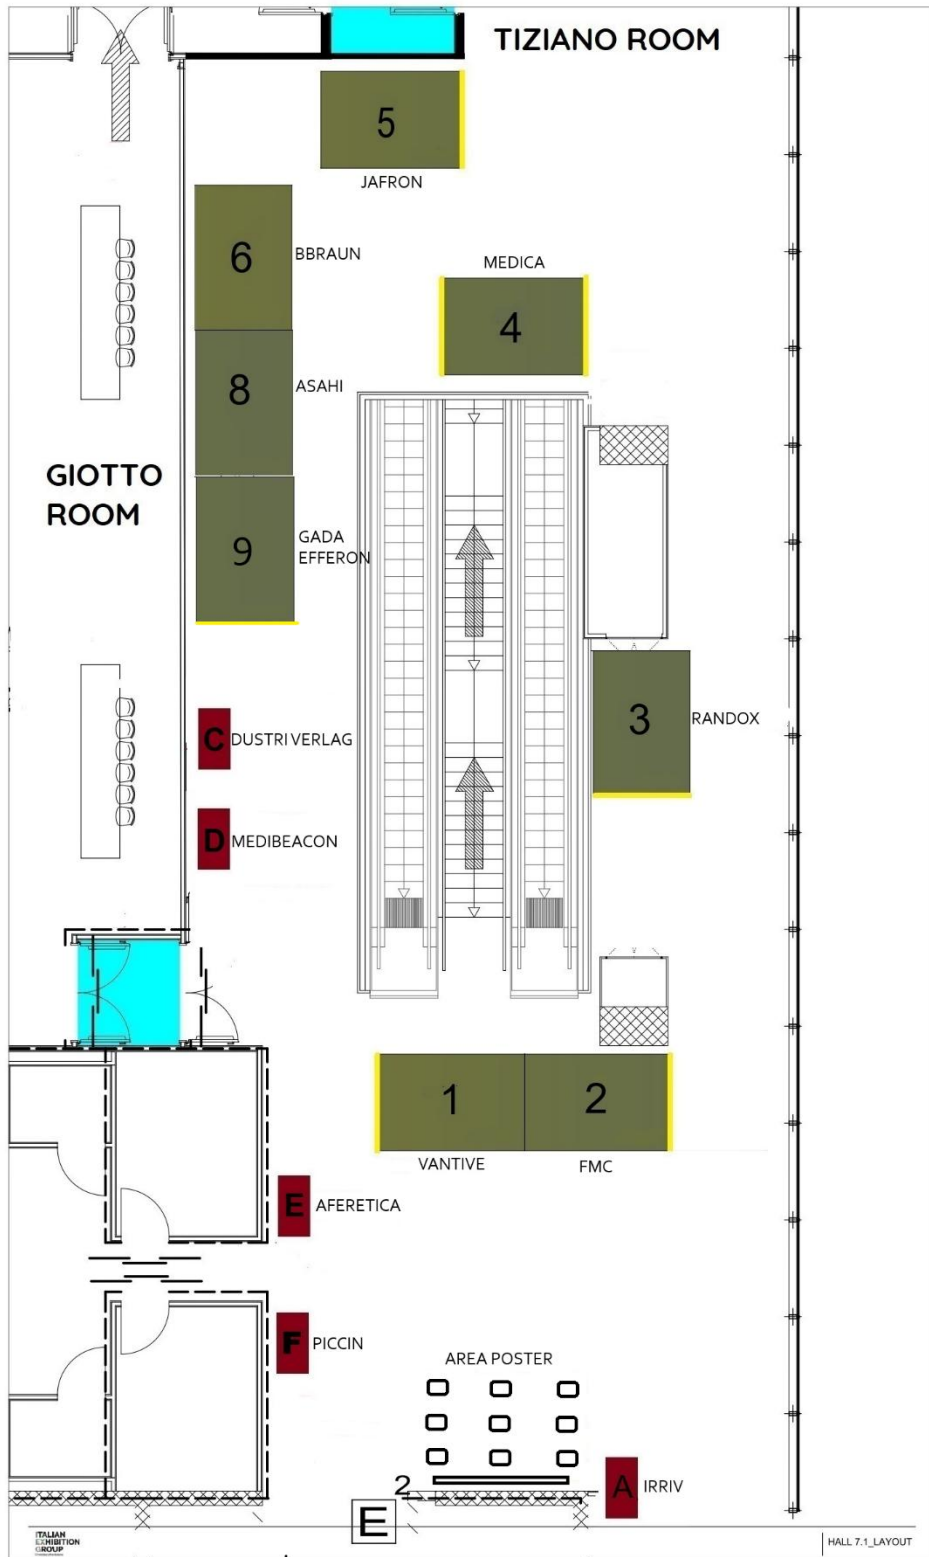 TIZIANO ROOM
5
JAFRON
6
BBRAUN
MEDICA
4
8
ASAHI
GIOTTO
ROOM
9
GADA
EFFERON
3
RANDOX
C
DUSTRI VERLAG
D
MEDIBEACON
1
2
VANTIVE
FMC
E
AFERETICA
F
PICCIN
AREA POSTER
2
A
IRRIV
E
ITALIAN
EXHIBITION
GROUP
HALL 7.1_LAYOUT